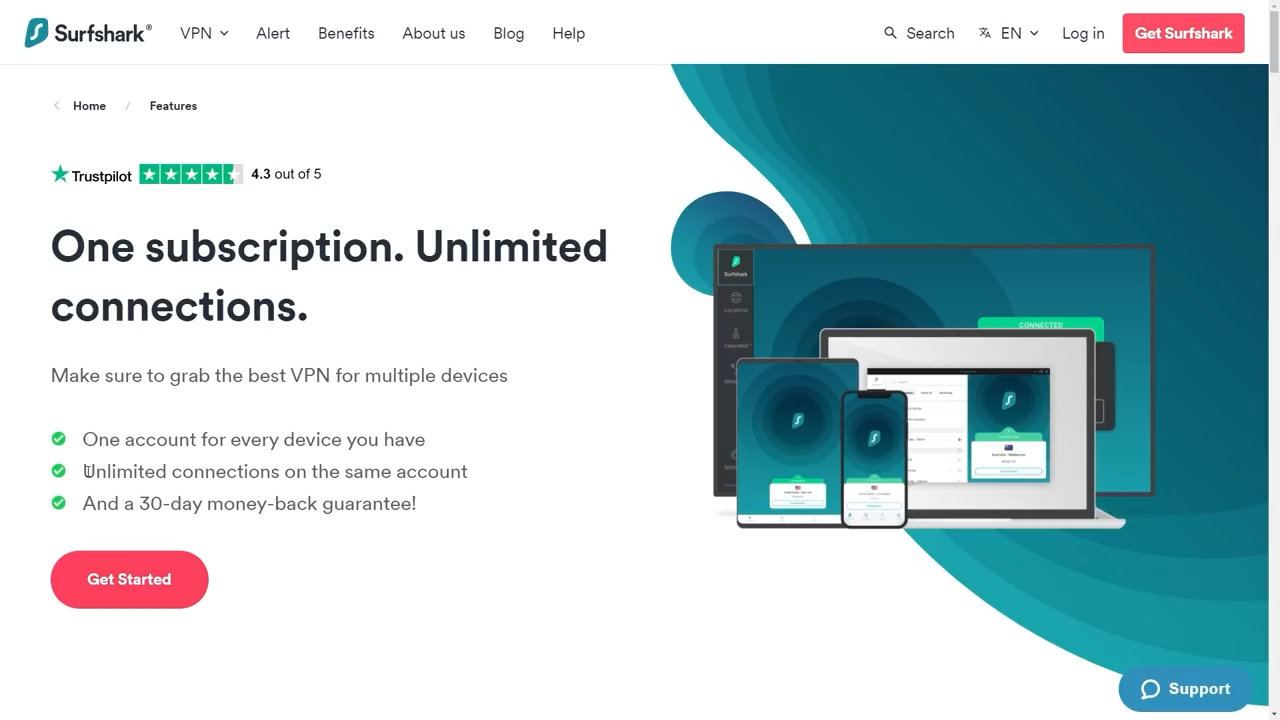 Surfshark®
VPN
Alert
Benefits
About us
Blog
Help
Search
EN
Log in
Get Surfshark
Home / Features
Trustpilot
4.3 out of 5
One subscription. Unlimited
connections.
Make sure to grab the best VPN for multiple devices
One account for every device you have
Unlimited connections on the same account
And a 30-day money-back guarantee!
Get Started
Surfshark
Locations
CleanWeb
CONNECTED
Support